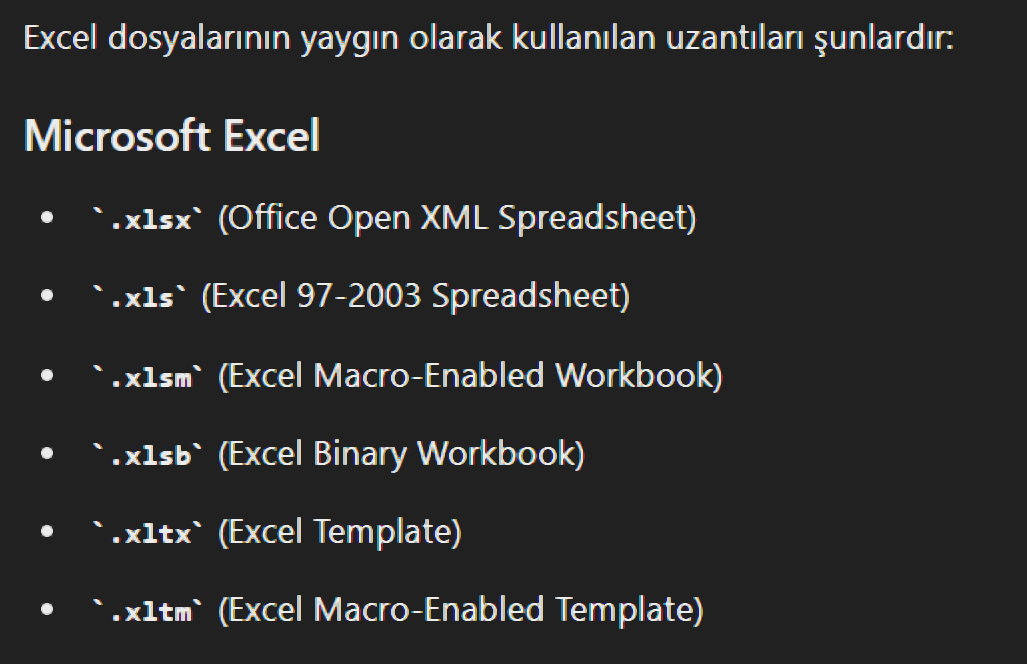 Excel dosyalarının yaygın olarak kullanılan uzantıları şunlardır:
Microsoft Excel
• `.xlsx` (Office Open XML Spreadsheet)
• `.xls` (Excel 97-2003 Spreadsheet)
• `.xlsm` (Excel Macro-Enabled Workbook)
• `.xlsb` (Excel Binary Workbook)
• `.xltx` (Excel Template)
• `.xltm` (Excel Macro-Enabled Template)